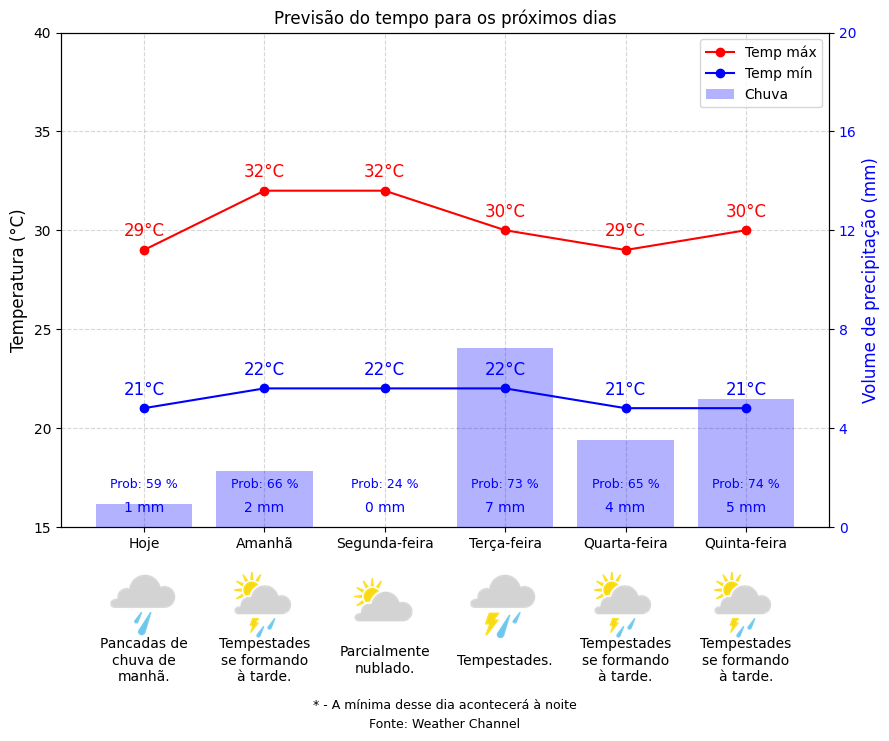 Previsão do tempo para os próximos dias
40
35
30
25
20
15
Temperatura (°C)
20
16
12
8
4
0
Volume de precipitação (mm)
Temp máx
Temp mín
Chuva
29°C
32°C
32°C
30°C
29°C
30°C
21°C
22°C
22°C
22°C
21°C
21°C
Prob: 59 %
Prob: 66 %
Prob: 24 %
Prob: 73 %
Prob: 65 %
Prob: 74 %
1 mm
2 mm
0 mm
7 mm
4 mm
5 mm
Hoje
Amanhã
Segunda-feira
Terça-feira
Quarta-feira
Quinta-feira
Pancadas de
chuva de
manhã.
Tempestades
se formando
à tarde.
Parcialmente
nublado.
Tempestades.
Tempestades
se formando
à tarde.
Tempestades
se formando
à tarde.
* - A mínima desse dia acontecerá à noite
Fonte: Weather Channel